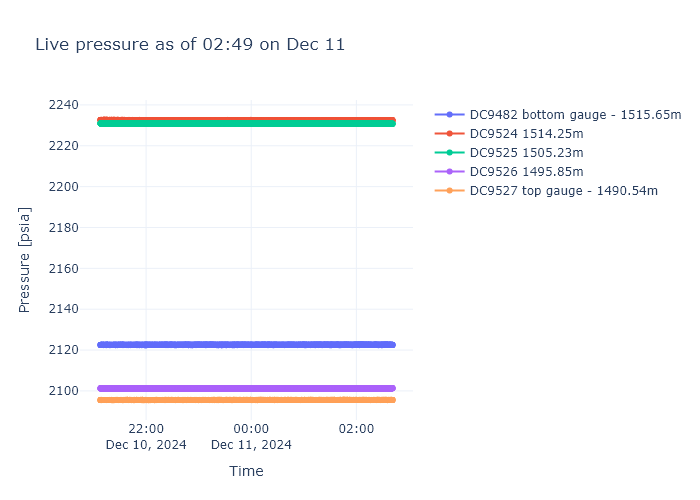 Live pressure as of 02:49 on Dec 11
2240
2220
2200
2180
2160
2140
2120
2100
Pressure [psia]
22:00
Dec 10, 2024
00:00
Dec 11, 2024
02:00
Time
DC9482 bottom gauge - 1515.65m
DC9524 1514.25m
DC9525 1505.23m
DC9526 1495.85m
DC9527 top gauge - 1490.54m